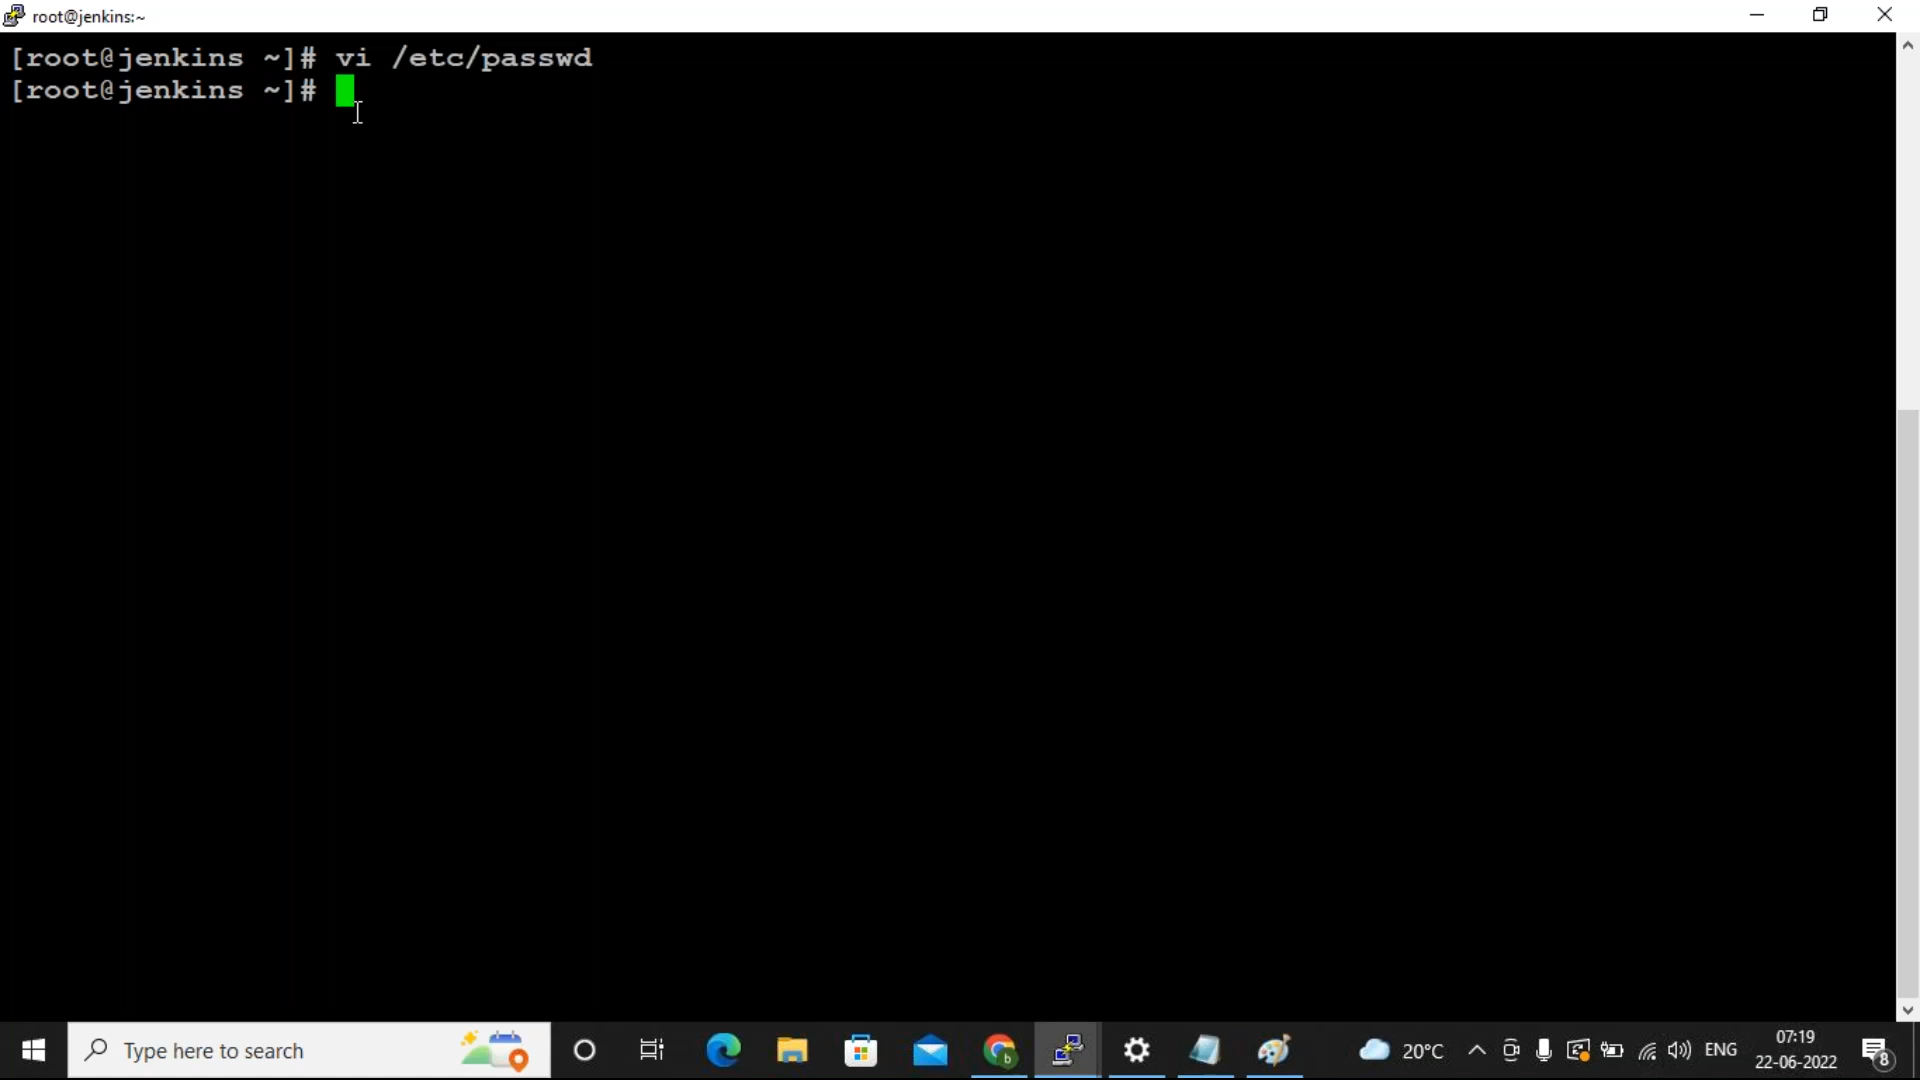 root@jenkins:~
[root@jenkins ~]# vi /etc/passwd
[root@jenkins ~]#
Type here to search
b
20°C
ENG
07:19
22-06-2022
8